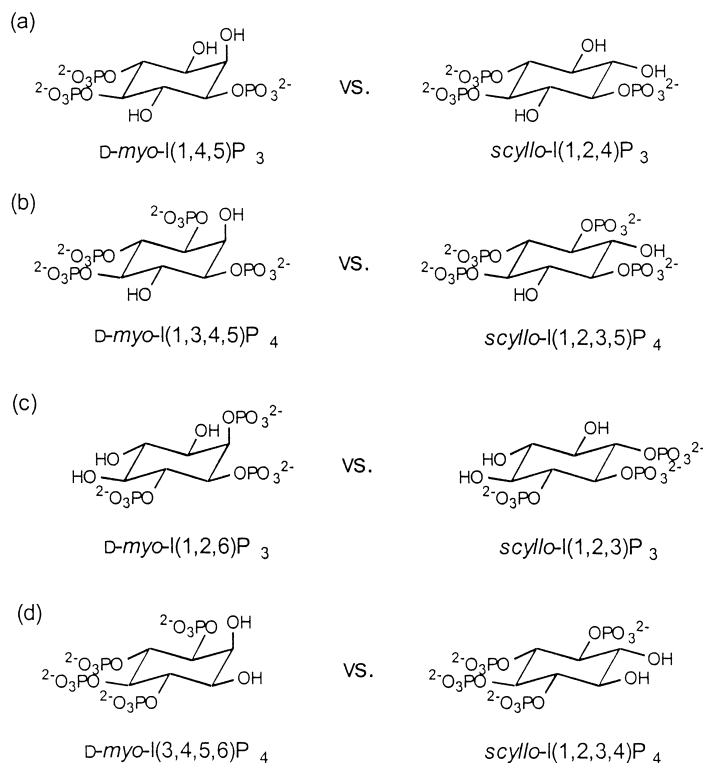 (a)
OH
OH
OH
2-O3PO
2-O3PO
OPO3 2-
HO
vs.
OH
2-O3PO
2-O3PO
OPO3 2-
HO
D-myo-I(1,4,5)P 3
scyllo-I(1,2,4)P 3
(b)
2-O3PO
OH
OPO3 2-
2-O3PO
2-O3PO
OPO3 2-
HO
vs.
2-O3PO
OH
2-O3PO
OPO3 2-
HO
D-myo-I(1,3,4,5)P 4
scyllo-I(1,2,3,5)P 4
(c)
OPO3 2-
OH
OH
HO
HO
OPO3 2-
2-O3PO
vs.
HO
OPO3 2-
HO
OPO3 2-
2-O3PO
D-myo-I(1,2,6)P 3
scyllo-I(1,2,3)P 3
(d)
2-O3PO
OH
OPO3 2-
2-O3PO
2-O3PO
OH
2-O3PO
vs.
2-O3PO
OH
2-O3PO
OH
2-O3PO
D-myo-I(3,4,5,6)P 4
scyllo-I(1,2,3,4)P 4